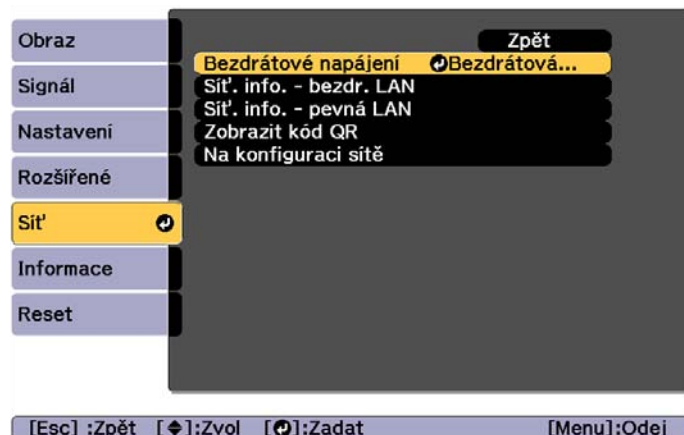 Obraz
Signál
Nastavení
Rozšířené
Síť
Informace
Reset
Zpět
Bezdrátové napájení Bezdrátová...
Síť. info. - bezdr. LAN
Síť. info. - pevná LAN
Zobrazit kód QR
Na konfiguraci sítě
[Esc] :Zpět [ ]:Zvol [ ]:Zadat [Menu]:Odej